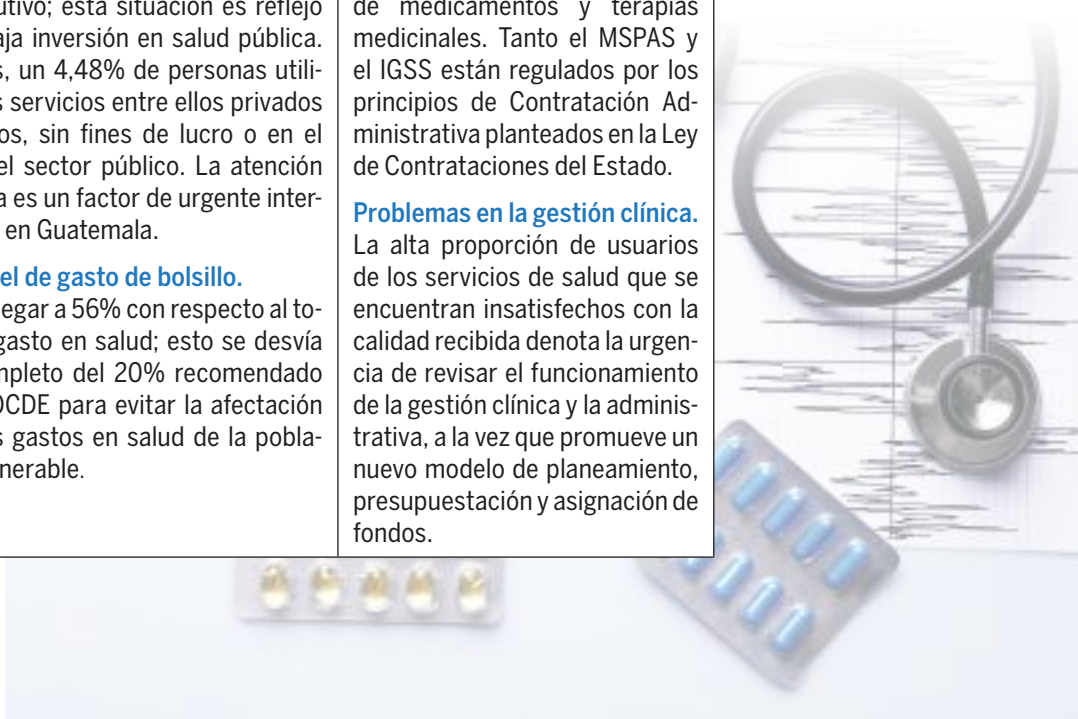 utivo; esta situación es reflejo
aja inversión en salud pública.
s, un 4,48% de personas utili-
s servicios entre ellos privados
os, sin fines de lucro o en el
el sector público. La atención
a es un factor de urgente inter-
en Guatemala.
el de gasto de bolsillo.
egar a 56% con respecto al to-
gasto en salud; esto se desvía
mpleto del 20% recomendado
OCDE para evitar la afectación
s gastos en salud de la pobla-
nerable.
de medicamentos y terapias
medicinales. Tanto el MSPAS y
el IGSS están regulados por los
principios de Contratación Ad-
ministrativa planteados en la Ley
de Contrataciones del Estado.
Problemas en la gestión clínica.
La alta proporción de usuarios
de los servicios de salud que se
encuentran insatisfechos con la
calidad recibida denota la urgen-
cia de revisar el funcionamiento
de la gestión clínica y la adminis-
trativa, a la vez que promueve un
nuevo modelo de planeamiento,
presupuestación y asignación de
fondos.